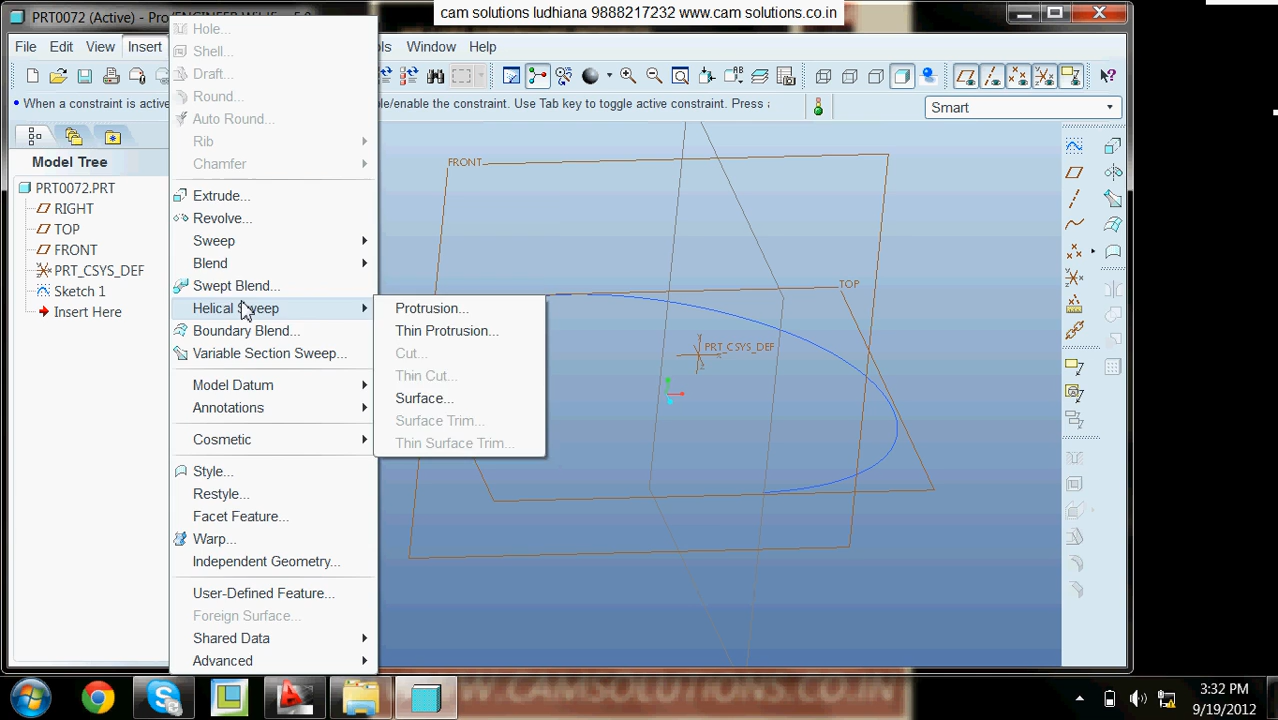 cam solutions ludhiana 9888217232 www.cam solutions.co.in
PRT0072 (Active) - Pro/ENGINEER
File Edit View Insert Window Help
When a constraint is active
enable the constraint. Use Tab key to toggle active constraint. Press
Smart
Model Tree
PRT0072.PRT
RIGHT
TOP
FRONT
PRT_CSYS_DEF
Sketch 1
Insert Here
Hole...
Shell...
Draft...
Round...
Auto Round...
Rib
Chamfer
Extrude...
Revolve...
Sweep
Blend
Swept Blend...
Helical Sweep
Boundary Blend...
Variable Section Sweep...
Model Datum
Annotations
Cosmetic
Style...
Restyle...
Facet Feature...
Warp...
Independent Geometry...
User-Defined Feature...
Foreign Surface...
Shared Data
Advanced
Protrusion...
Thin Protrusion...
Cut...
Thin Cut...
Surface...
Surface Trim...
Thin Surface Trim...
FRONT
TOP
PRT_CSYS_DEF
3:32 PM
9/19/2012